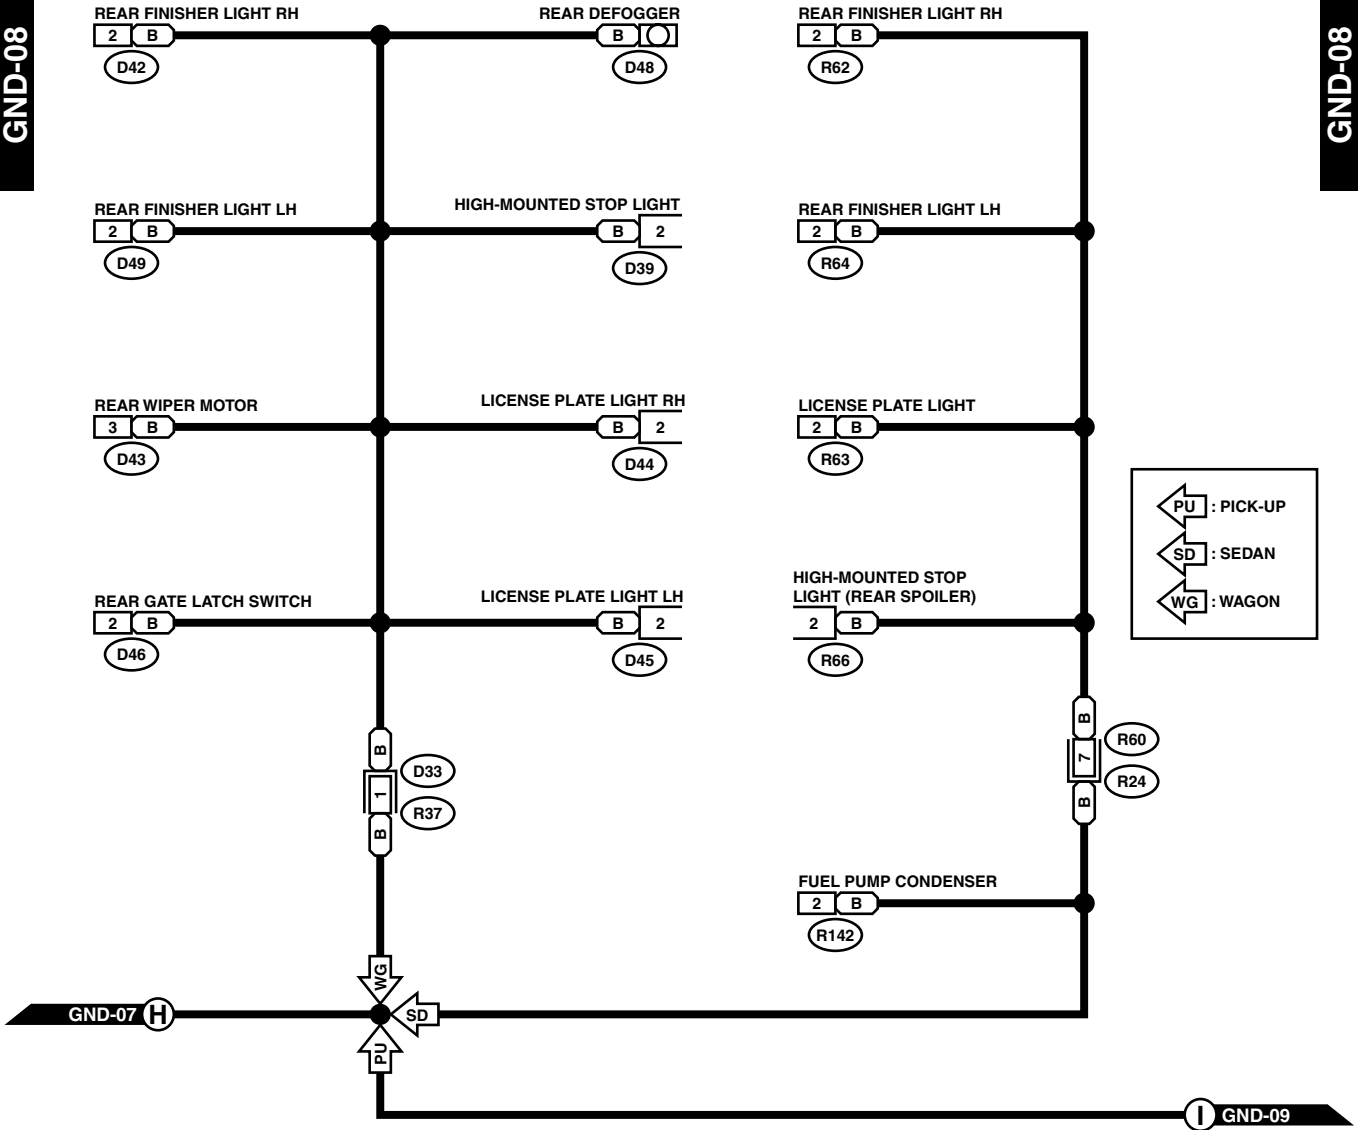 GND-08
GND-08
REAR FINISHER LIGHT RH
2 B
D42
REAR DEFOGGER
B
D48
REAR FINISHER LIGHT RH
2 B
R62
REAR FINISHER LIGHT LH
2 B
D49
HIGH-MOUNTED STOP LIGHT
B 2
D39
REAR FINISHER LIGHT LH
2 B
R64
REAR WIPER MOTOR
3 B
D43
LICENSE PLATE LIGHT RH
B 2
D44
LICENSE PLATE LIGHT
2 B
R63
PU : PICK-UP
SD : SEDAN
WG : WAGON
REAR GATE LATCH SWITCH
2 B
D46
LICENSE PLATE LIGHT LH
B 2
D45
HIGH-MOUNTED STOP
LIGHT (REAR SPOILER)
2 B
R66
B
1
B
D33
R37
B
7
B
R60
R24
FUEL PUMP CONDENSER
2 B
R142
WG
GND-07 H
SD
PU
I GND-09